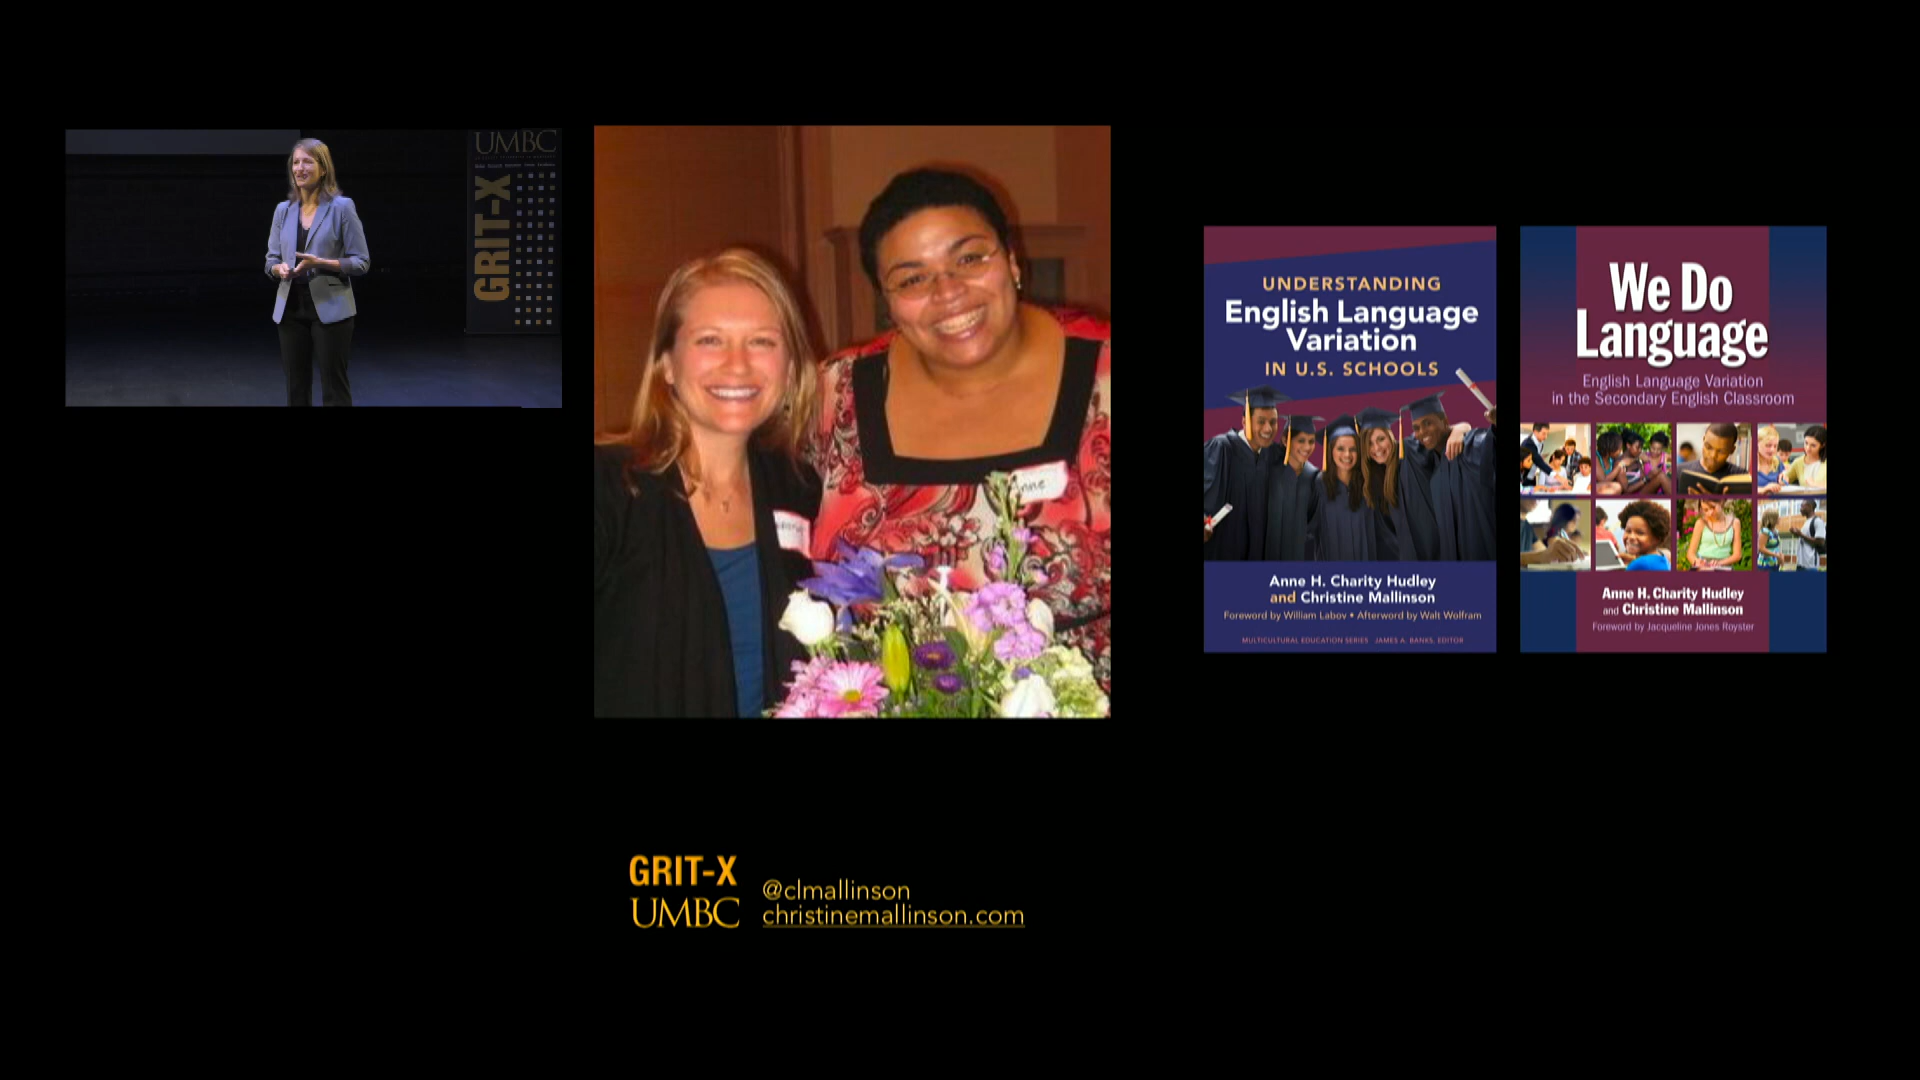 UMBC
GRIT-X
UNDERSTANDING
English Language
Variation
IN U.S. SCHOOLS
Anne H. Charity Hudley
and Christine Mallinson
Foreword by William Labov • Afterword by Walt Wolfram
MULTICULTURAL EDUCATION SERIES JAMES A. BANKS, EDITOR
We Do
Language
English Language Variation
in the Secondary English Classroom
Anne H. Charity Hudley
and Christine Mallinson
Foreword by Jacqueline Jones Royster
GRIT-X
UMBC
@clmallinson
christinemallinson.com